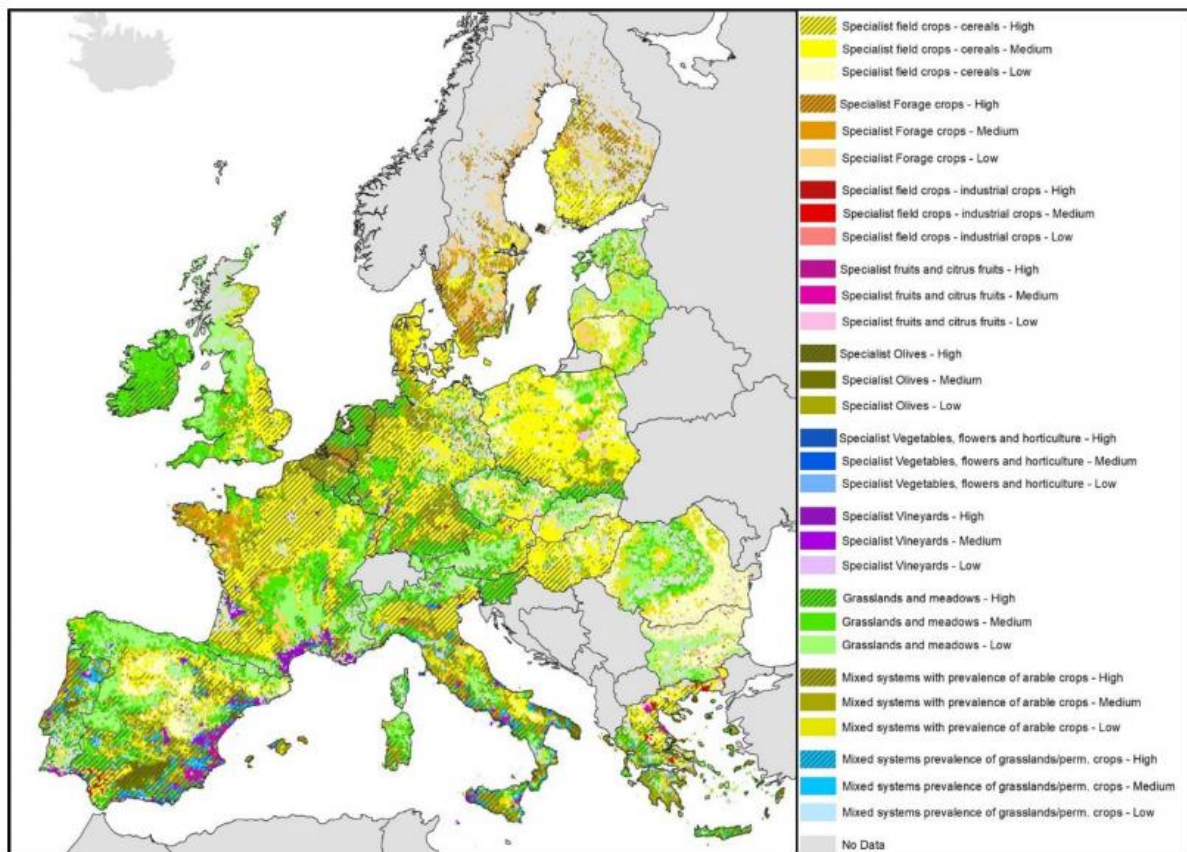 Specialist field crops - cereals - High
Specialist field crops - cereals - Medium
Specialist field crops - cereals - Low
Specialist Forage crops - High
Specialist Forage crops - Medium
Specialist Forage crops - Low
Specialist field crops - industrial crops - High
Specialist field crops - industrial crops - Medium
Specialist field crops - industrial crops - Low
Specialist fruits and citrus fruits - High
Specialist fruits and citrus fruits - Medium
Specialist fruits and citrus fruits - Low
Specialist Olives - High
Specialist Olives - Medium
Specialist Olives - Low
Specialist Vegetables, flowers and horticulture - High
Specialist Vegetables, flowers and horticulture - Medium
Specialist Vegetables, flowers and horticulture - Low
Specialist Vineyards - High
Specialist Vineyards - Medium
Specialist Vineyards - Low
Grasslands and meadows - High
Grasslands and meadows - Medium
Grasslands and meadows - Low
Mixed systems with prevalence of arable crops - High
Mixed systems with prevalence of arable crops - Medium
Mixed systems with prevalence of arable crops - Low
Mixed systems prevalence of grasslands/perm. crops - High
Mixed systems prevalence of grasslands/perm. crops - Medium
Mixed systems prevalence of grasslands/perm. crops - Low
No Data